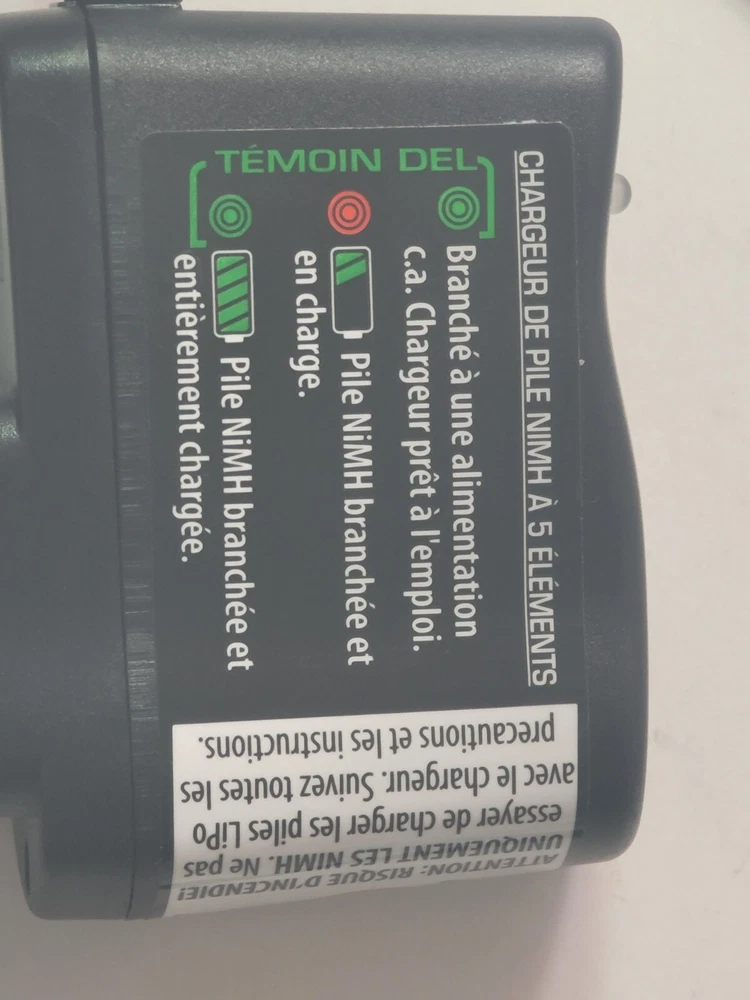 CHARGEUR DE PILE NIMH À 5 ÉLÉMENTS
TÉMOIN DEL
Branché à une alimentation
c.a. Chargeur prêt à l'emploi.
Pile NiMH branchée et
en charge.
Pile NiMH branchée et
entièrement chargée.
ATTENTION: RISQUE D'INCENDIE!
UNIQUEMENT LES NIMH. Ne pas
essayer de charger les piles LiPo
avec le chargeur. Suivez toutes les
precautions et les instructions.